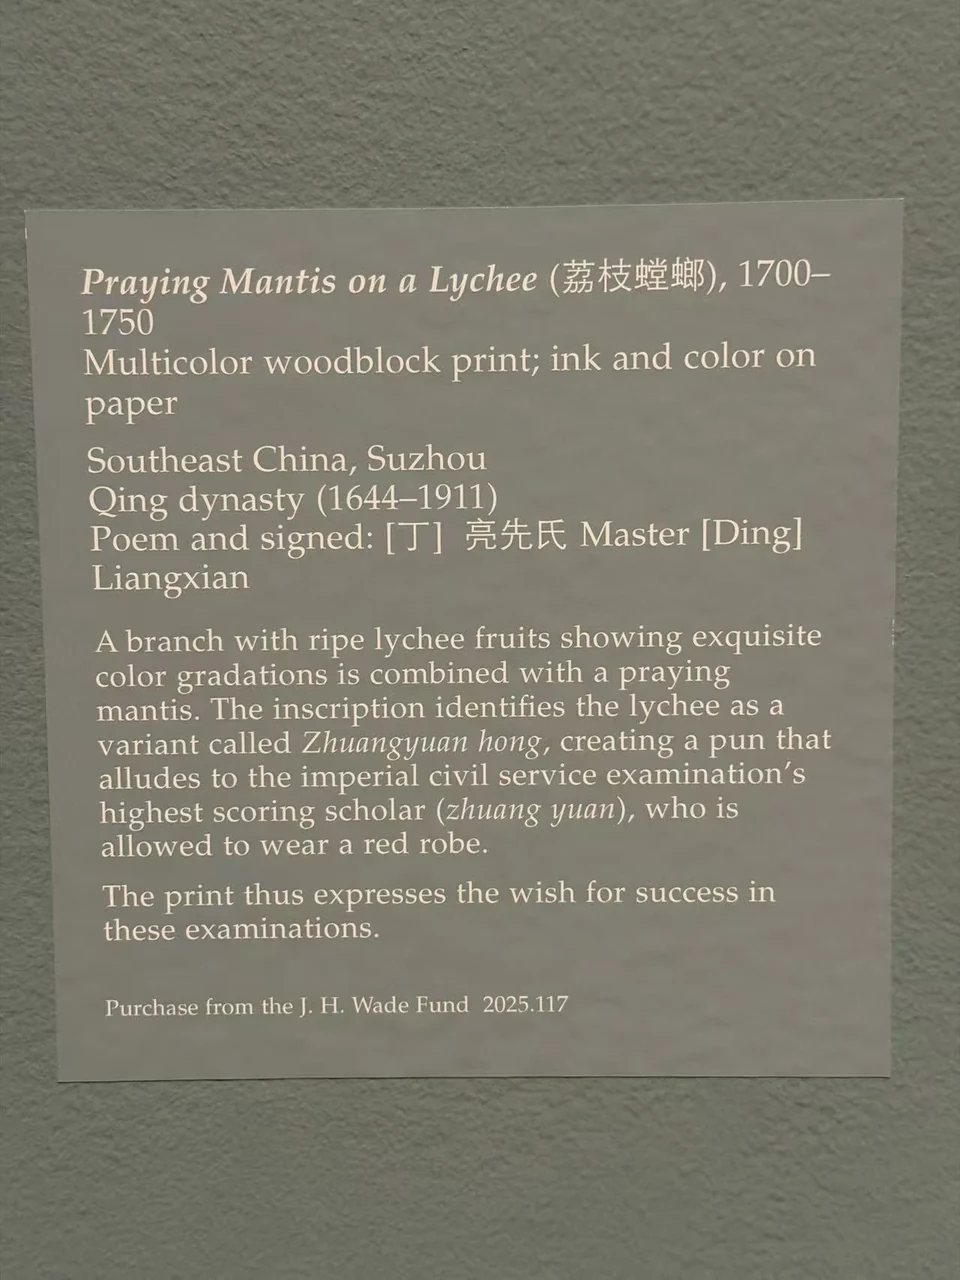 Praying Mantis on a Lychee (荔枝螳螂), 1700–
1750
Multicolor woodblock print; ink and color on
paper
Southeast China, Suzhou
Qing dynasty (1644–1911)
Poem and signed: [丁] 亮先氏 Master [Ding]
Liangxian
A branch with ripe lychee fruits showing exquisite
color gradations is combined with a praying
mantis. The inscription identifies the lychee as a
variant called Zhuangyuan hong, creating a pun that
alludes to the imperial civil service examination’s
highest scoring scholar (zhuang yuan), who is
allowed to wear a red robe.
The print thus expresses the wish for success in
these examinations.
Purchase from the J. H. Wade Fund 2025.117